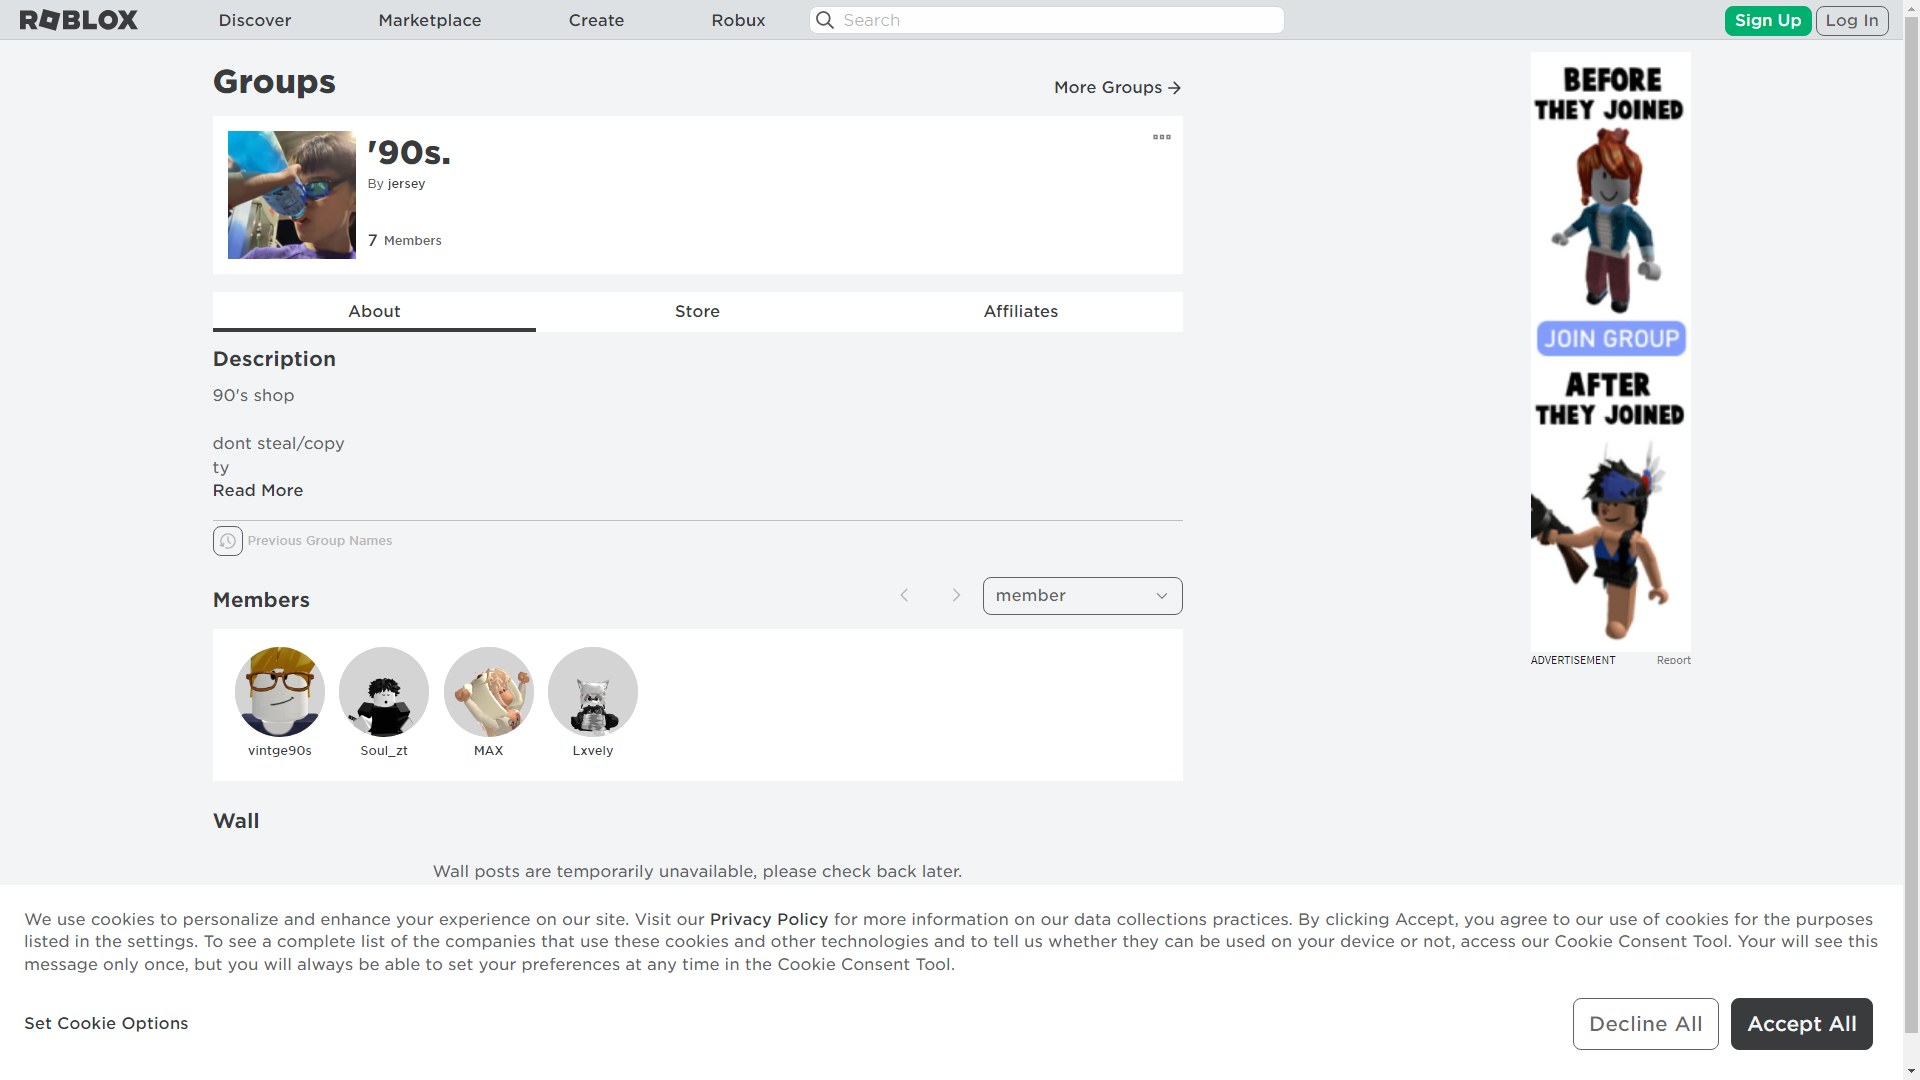 ROBLOX
Discover
Marketplace
Create
Robux
Search
Sign Up
Log In
Groups
More Groups
'90s.
By jersey
7 Members
About
Store
Affiliates
Description
90's shop
dont steal/copy
ty
Read More
Previous Group Names
Members
member
vintge90s
Soul_zt
MAX
Lxvely
Wall
Wall posts are temporarily unavailable, please check back later.
BEFORE
THEY JOINED
JOIN GROUP
AFTER
THEY JOINED
ADVERTISEMENT
Report
We use cookies to personalize and enhance your experience on our site. Visit our Privacy Policy for more information on our data collections practices. By clicking Accept, you agree to our use of cookies for the purposes
listed in the settings. To see a complete list of the companies that use these cookies and other technologies and to tell us whether they can be used on your device or not, access our Cookie Consent Tool. Your will see this
message only once, but you will always be able to set your preferences at any time in the Cookie Consent Tool.
Set Cookie Options
Decline All
Accept All